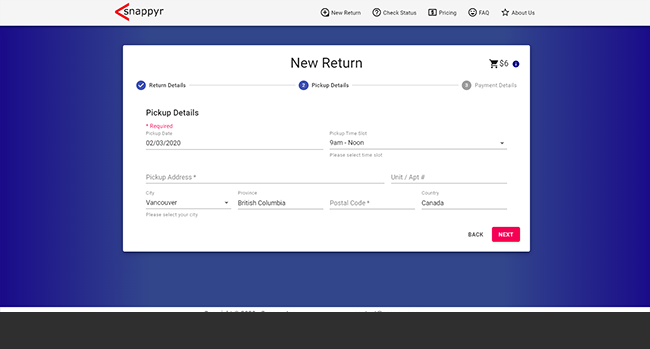 snappyr
New Return
Check Status
Pricing
FAQ
About Us
New Return
$6
Return Details
2
Pickup Details
3
Payment Details
Pickup Details
* Required
Pickup Date
Pickup Time Slot
02/03/2020
9am - Noon
Please select time slot
Pickup Address *
Unit / Apt #
City
Province
Country
Vancouver
British Columbia
Postal Code *
Canada
Please select your city
BACK
NEXT